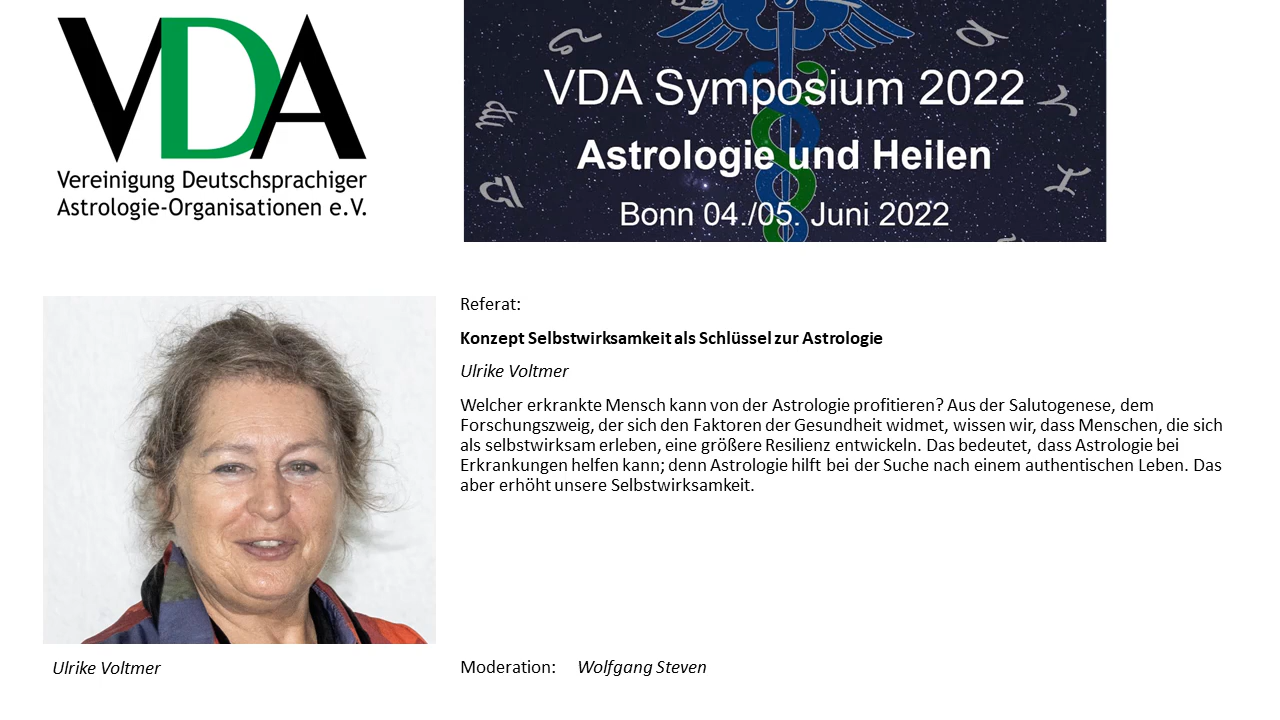 VDA
Vereinigung Deutschsprachiger
Astrologie-Organisationen e.V.
VDA Symposium 2022
Astrologie und Heilen
Bonn 04./05. Juni 2022
Referat:
Konzept Selbstwirksamkeit als Schlüssel zur Astrologie
Ulrike Voltmer
Welcher erkrankte Mensch kann von der Astrologie profitieren? Aus der Salutogenese, dem
Forschungszweig, der sich den Faktoren der Gesundheit widmet, wissen wir, dass Menschen, die sich
als selbstwirksam erleben, eine größere Resilienz entwickeln. Das bedeutet, dass Astrologie bei
Erkrankungen helfen kann; denn Astrologie hilft bei der Suche nach einem authentischen Leben. Das
aber erhöht unsere Selbstwirksamkeit.
Ulrike Voltmer
Moderation: Wolfgang Steven